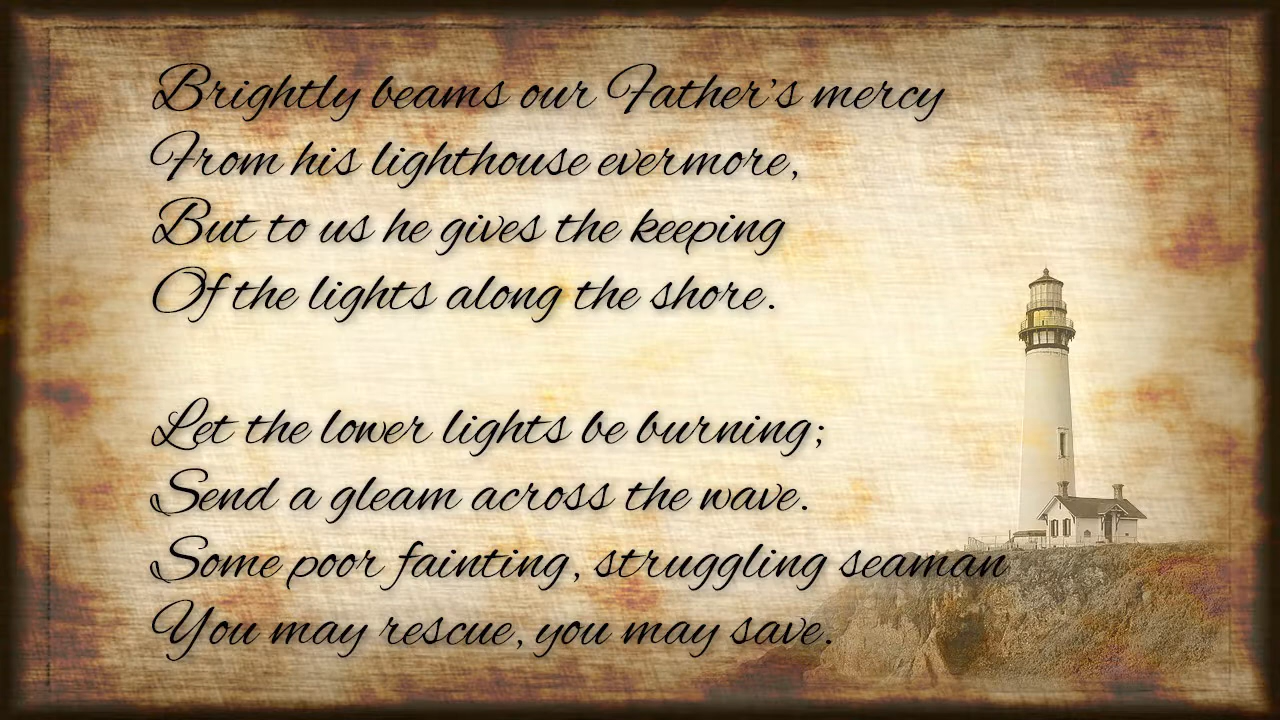 Brightly beams our Father's mercy
From his lighthouse evermore,
But to us he gives the keeping
Of the lights along the shore.
Let the lower lights be burning;
Send a gleam across the wave.
Some poor fainting, struggling seaman
You may rescue, you may save.